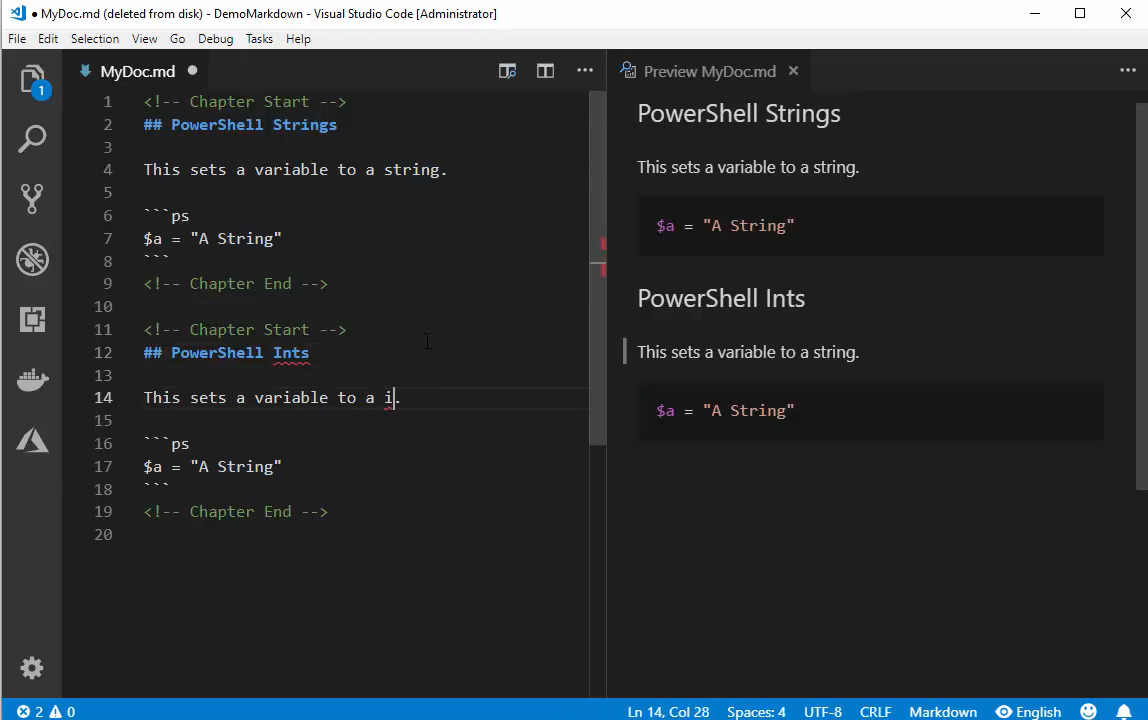 ● MyDoc.md (deleted from disk) - DemoMarkdown - Visual Studio Code [Administrator]
File Edit Selection View Go Debug Tasks Help
MyDoc.md ●
Preview MyDoc.md ×
1
1 <!-- Chapter Start -->
2 ## PowerShell Strings
3
4 This sets a variable to a string.
5
6 ```ps
7 $a = "A String"
8 ```
9 <!-- Chapter End -->
10
11 <!-- Chapter Start -->
12 ## PowerShell Ints
13
14 This sets a variable to a i.
15
16 ```ps
17 $a = "A String"
18 ```
19 <!-- Chapter End -->
20
PowerShell Strings
This sets a variable to a string.
$a = "A String"
PowerShell Ints
This sets a variable to a string.
$a = "A String"
2 0 Ln 14, Col 28 Spaces: 4 UTF-8 CRLF Markdown English